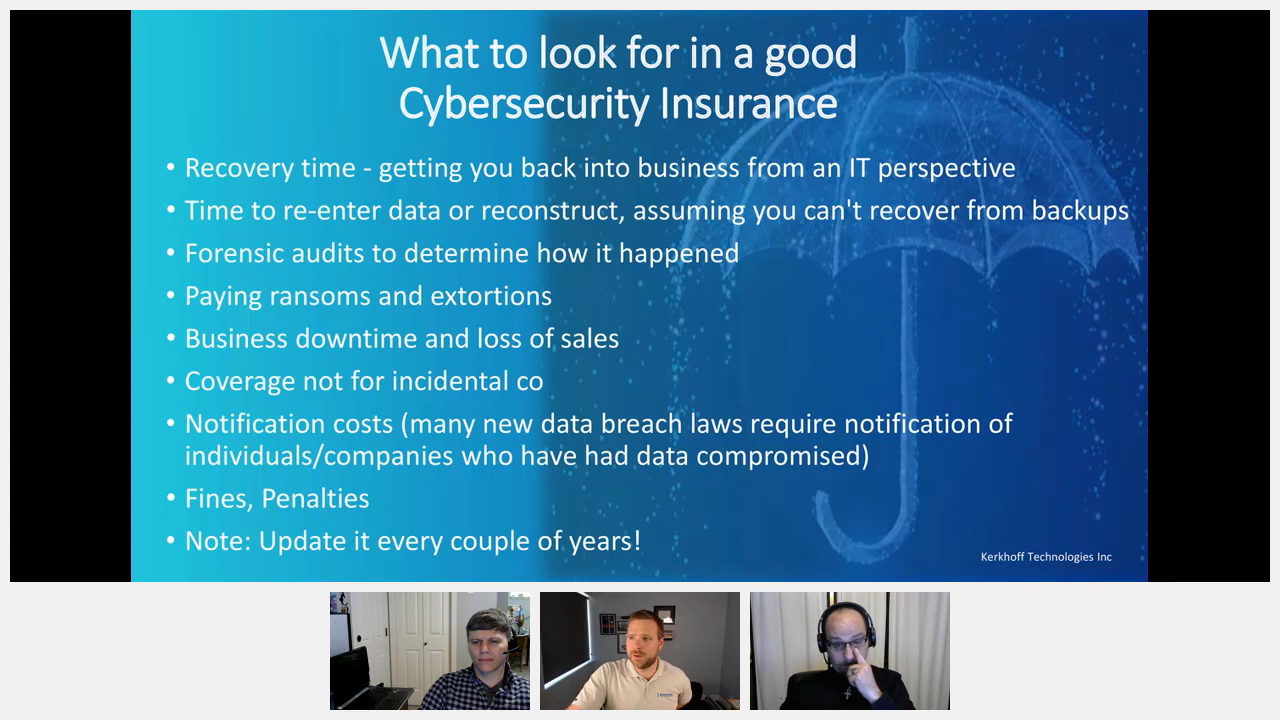 What to look for in a good
Cybersecurity Insurance
• Recovery time - getting you back into business from an IT perspective
• Time to re-enter data or reconstruct, assuming you can't recover from backups
• Forensic audits to determine how it happened
• Paying ransoms and extortions
• Business downtime and loss of sales
• Coverage not for incidental co
• Notification costs (many new data breach laws require notification of
individuals/companies who have had data compromised)
• Fines, Penalties
• Note: Update it every couple of years!
Kerkhoff Technologies Inc